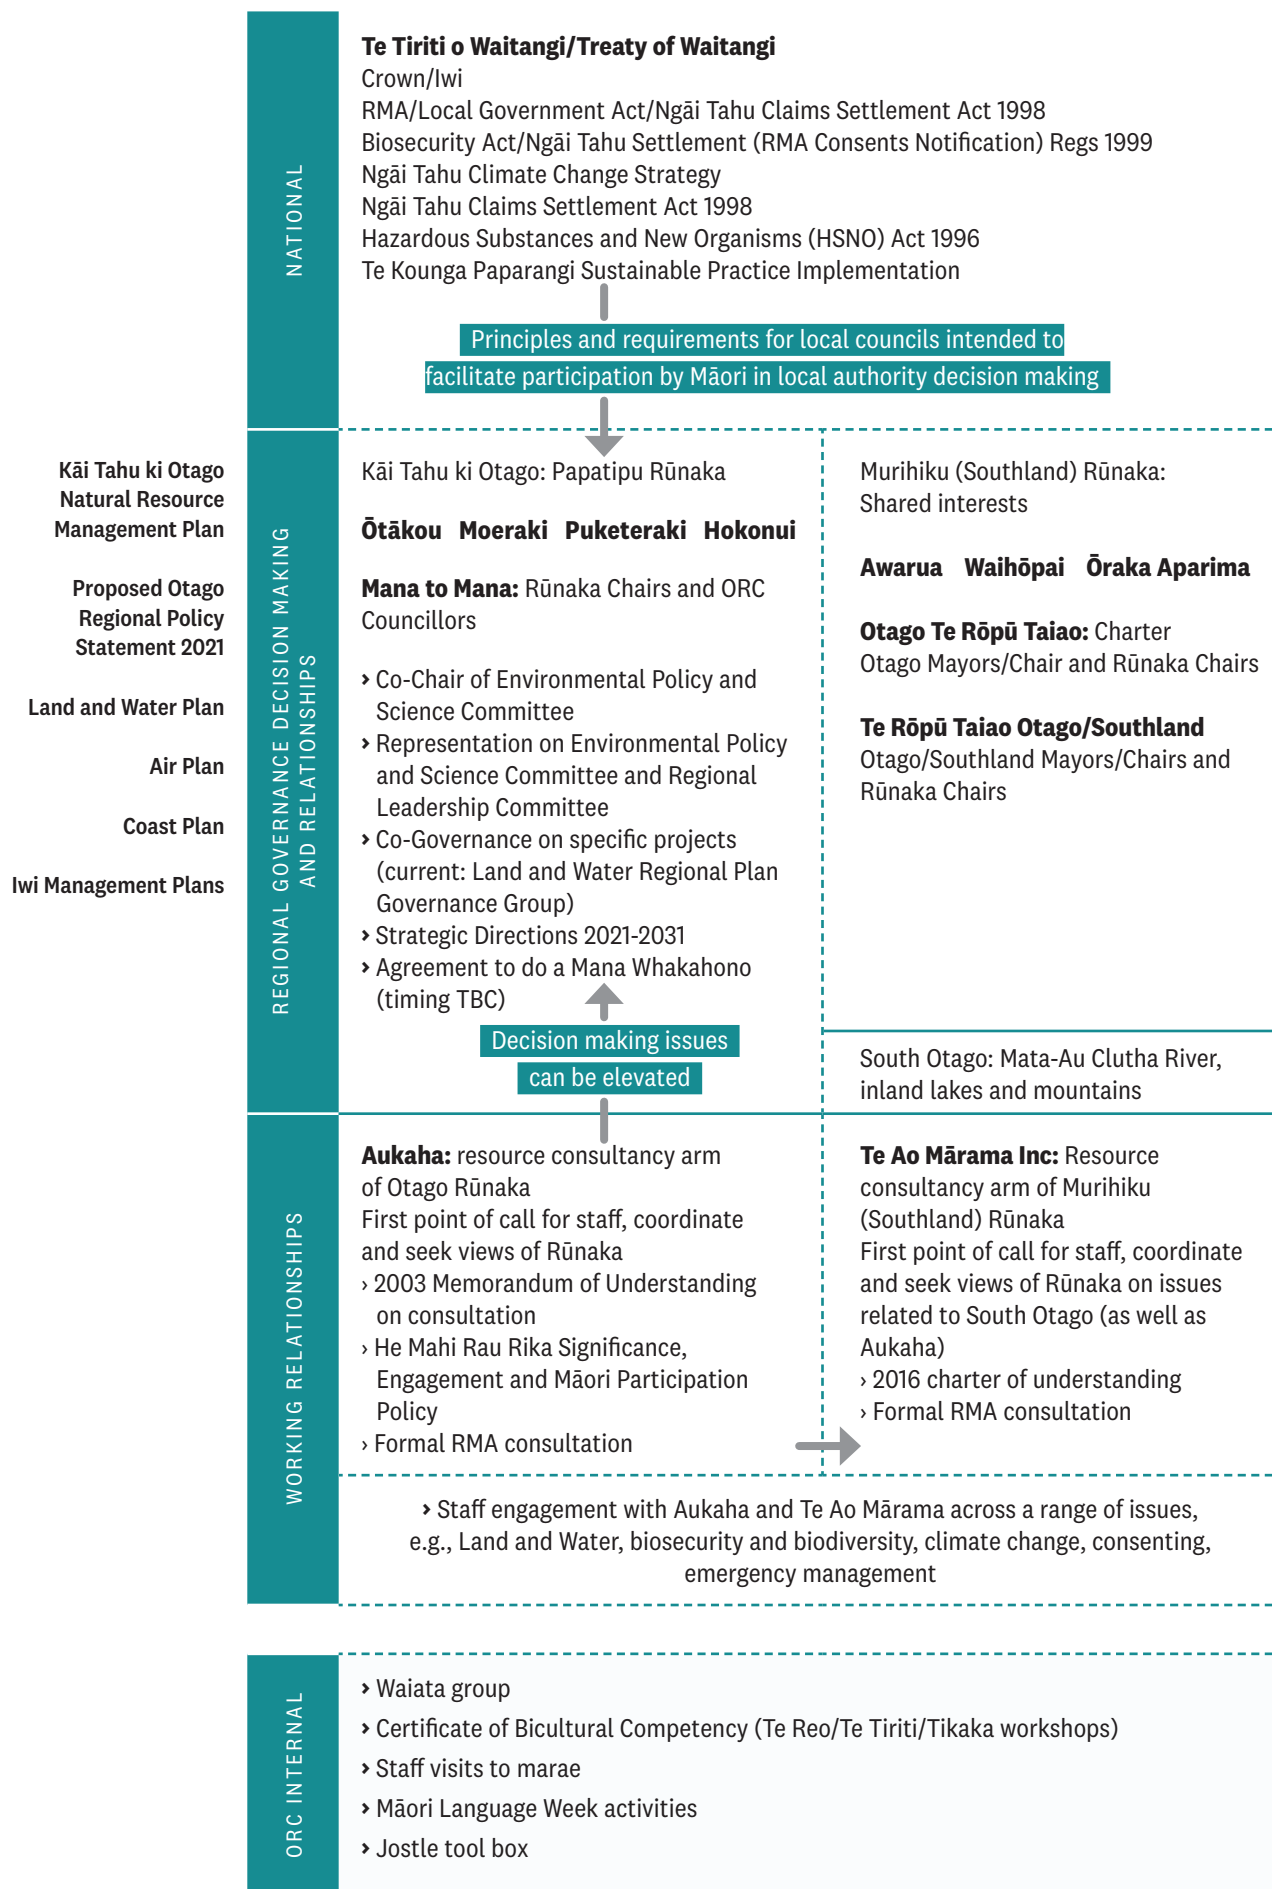 NATIONAL
Te Tiriti o Waitangi/Treaty of Waitangi
Crown/Iwi
RMA/Local Government Act/Ngāi Tahu Claims Settlement Act 1998
Biosecurity Act/Ngāi Tahu Settlement (RMA Consents Notification) Regs 1999
Ngāi Tahu Climate Change Strategy
Ngāi Tahu Claims Settlement Act 1998
Hazardous Substances and New Organisms (HSNO) Act 1996
Te Kounga Paparangi Sustainable Practice Implementation
Principles and requirements for local councils intended to
facilitate participation by Māori in local authority decision making
Kāi Tahu ki Otago
Natural Resource
Management Plan
Proposed Otago
Regional Policy
Statement 2021
Land and Water Plan
Air Plan
Coast Plan
Iwi Management Plans
REGIONAL GOVERNANCE DECISION MAKING
AND RELATIONSHIPS
Kāi Tahu ki Otago: Papatipu Rūnaka
Ōtākou Moeraki Puketeraki Hokonui
Mana to Mana: Rūnaka Chairs and ORC
Councillors
› Co-Chair of Environmental Policy and
Science Committee
› Representation on Environmental Policy
and Science Committee and Regional
Leadership Committee
› Co-Governance on specific projects
(current: Land and Water Regional Plan
Governance Group)
› Strategic Directions 2021-2031
› Agreement to do a Mana Whakahono
(timing TBC)
Decision making issues
can be elevated
Murihiku (Southland) Rūnaka:
Shared interests
Awarua Waihōpai Ōraka Aparima
Otago Te Rōpū Taiao: Charter
Otago Mayors/Chair and Rūnaka Chairs
Te Rōpū Taiao Otago/Southland
Otago/Southland Mayors/Chairs and
Rūnaka Chairs
South Otago: Mata-Au Clutha River,
inland lakes and mountains
WORKING RELATIONSHIPS
Aukaha: resource consultancy arm
of Otago Rūnaka
First point of call for staff, coordinate
and seek views of Rūnaka
› 2003 Memorandum of Understanding
on consultation
› He Mahi Rau Rika Significance,
Engagement and Māori Participation
Policy
› Formal RMA consultation
Te Ao Mārama Inc: Resource
consultancy arm of Murihiku
(Southland) Rūnaka
First point of call for staff, coordinate
and seek views of Rūnaka on issues
related to South Otago (as well as
Aukaha)
› 2016 charter of understanding
› Formal RMA consultation
› Staff engagement with Aukaha and Te Ao Mārama across a range of issues,
e.g., Land and Water, biosecurity and biodiversity, climate change, consenting,
emergency management
ORC INTERNAL
› Waiata group
› Certificate of Bicultural Competency (Te Reo/Te Tiriti/Tikaka workshops)
› Staff visits to marae
› Māori Language Week activities
› Jostle tool box